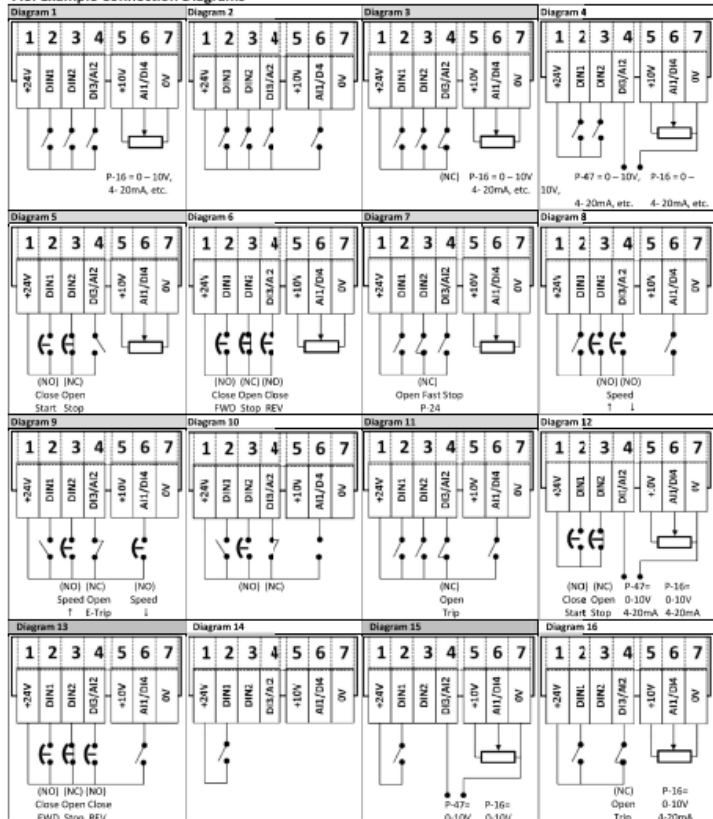 Diagram 1
1 2 3 4 5 6 7
+24V DIN1 DIN2 DI3/AI2 +10V AI1/DI4 0V
P-16 = 0 – 10V,
4- 20mA, etc.
Diagram 2
1 2 3 4 5 6 7
+24V DIN1 DIN2 DI3/AI2 +10V AI1/DI4 0V
Diagram 3
1 2 3 4 5 6 7
+24V DIN1 DIN2 DI3/AI2 +10V AI1/DI4 0V
(NC) P-16 = 0 – 10V
4- 20mA, etc.
Diagram 4
1 2 3 4 5 6 7
+24V DIN1 DIN2 DI3/AI2 +10V AI1/DI4 0V
P-47 = 0 – 10V, P-16 = 0 –
10V,
4- 20mA, etc. 4- 20mA, etc.
Diagram 5
1 2 3 4 5 6 7
+24V DIN1 DIN2 DI3/AI2 +10V AI1/DI4 0V
(NO) (NC)
Close Open
Start Stop
Diagram 6
1 2 3 4 5 6 7
+24V DIN1 DIN2 DI3/AI2 +10V AI1/DI4 0V
(NO) (NC) (NO)
Close Open Close
FWD Stop REV
Diagram 7
1 2 3 4 5 6 7
+24V DIN1 DIN2 DI3/AI2 +10V AI1/DI4 0V
(NC)
Open Fast Stop
P-24
Diagram 8
1 2 3 4 5 6 7
+24V DIN1 DIN2 DI3/AI2 +10V AI1/DI4 0V
(NO) (NO)
Speed
↑ ↓
Diagram 9
1 2 3 4 5 6 7
+24V DIN1 DIN2 DI3/AI2 +10V AI1/DI4 0V
(NO) (NC) (NO)
Speed Open Speed
↑ E-Trip ↓
Diagram 10
1 2 3 4 5 6 7
+24V DIN1 DIN2 DI3/AI2 +10V AI1/DI4 0V
(NO) (NC)
Diagram 11
1 2 3 4 5 6 7
+24V DIN1 DIN2 DI3/AI2 +10V AI1/DI4 0V
(NC)
Open
Trip
Diagram 12
1 2 3 4 5 6 7
+24V DIN1 DIN2 DI3/AI2 +10V AI1/DI4 0V
(NO) (NC) P-47= P-16=
Close Open 0-10V 0-10V
Start Stop 4-20mA 4-20mA
Diagram 13
1 2 3 4 5 6 7
+24V DIN1 DIN2 DI3/AI2 +10V AI1/DI4 0V
(NO) (NC) (NO)
Close Open Close
FWD Stop REV
Diagram 14
1 2 3 4 5 6 7
+24V DIN1 DIN2 DI3/AI2 +10V AI1/DI4 0V
Diagram 15
1 2 3 4 5 6 7
+24V DIN1 DIN2 DI3/AI2 +10V AI1/DI4 0V
P-47= P-16=
0-10V 0-10V
Diagram 16
1 2 3 4 5 6 7
+24V DIN1 DIN2 DI3/AI2 +10V AI1/DI4 0V
(NC) P-16=
Open 0-10V
Trip 4-20mA